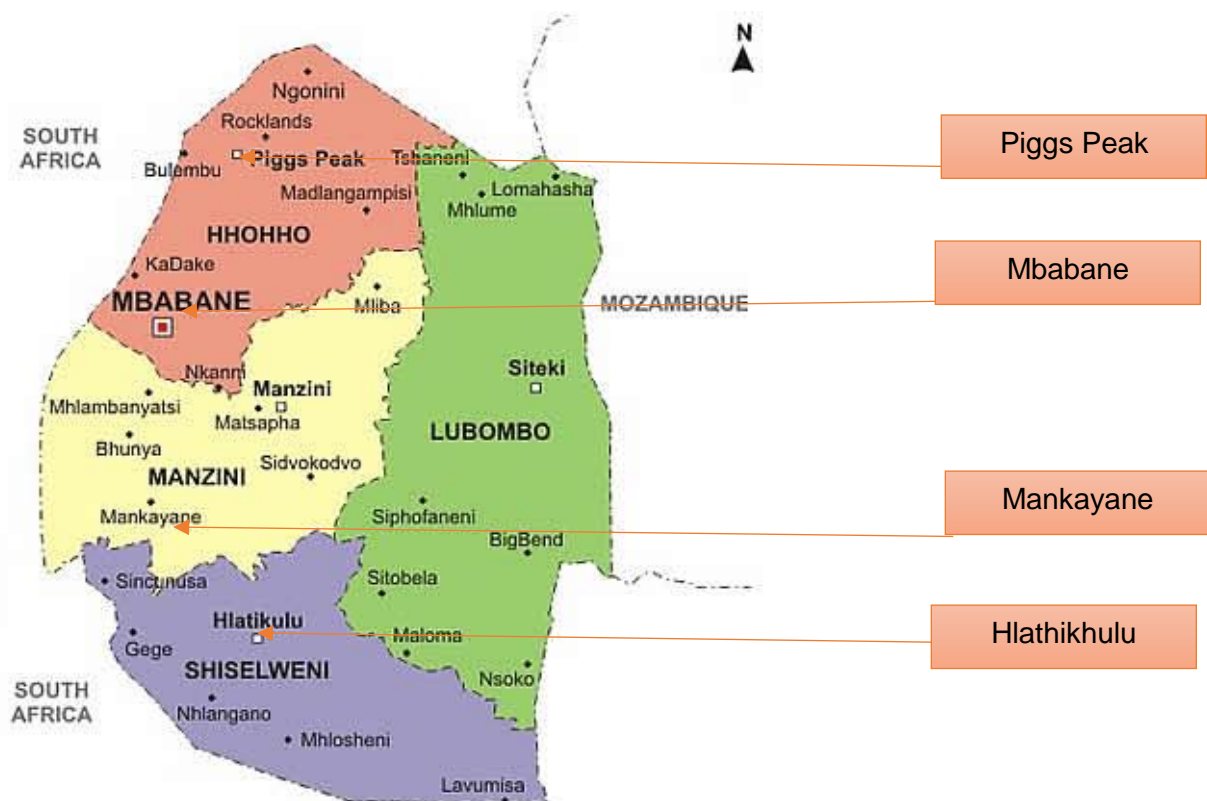 N
Ngonini
SOUTH
AFRICA
Rocklands
Piggs Peak
Bulembu
Piggs Peak
Tshaneni
Lomahasha
Mhlume
Madlangampisi
HHOHHO
KaDake
Mbabane
MBABANE
Mliba
MOZAMBIQUE
Siteki
Nkanni
Manzini
Mhlambanyatsi
Matsapha
LUBOMBO
Bhunya
Sidvokodvo
MANZINI
Mankayane
Mankayane
Siphofaneni
BigBend
Sincunusa
Sitobela
Hlatikulu
Hlathikhulu
Gege
Maloma
SHISELWENI
Nsoko
SOUTH
AFRICA
Nhlangano
Mhlosheni
Lavumisa